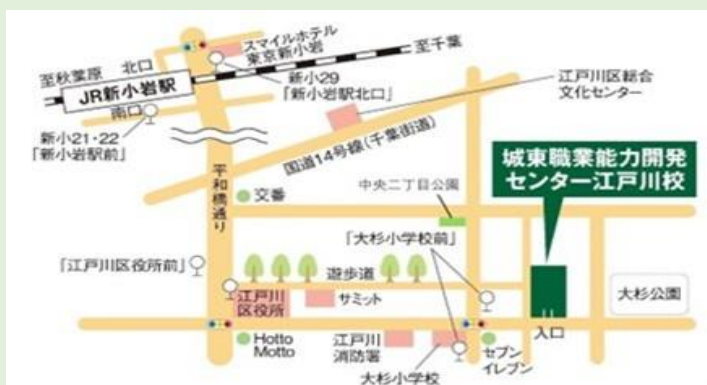 スマイルホテル
東京新小岩
至千葉
至秋葉原
北口
JR新小岩駅
南口
新小29
「新小岩駅北口」
江戸川区総合
文化センター
新小21・22
「新小岩駅前」
国道14号線(千葉街道)
城東職業能力開発
センター江戸川校
平和橋通り
交番
中央二丁目公園
「大杉小学校前」
「江戸川区役所前」
遊歩道
江戸川
区役所
サミット
大杉公園
入口
Hotto
Motto
江戸川
消防署
大杉小学校
セブン
イレブン